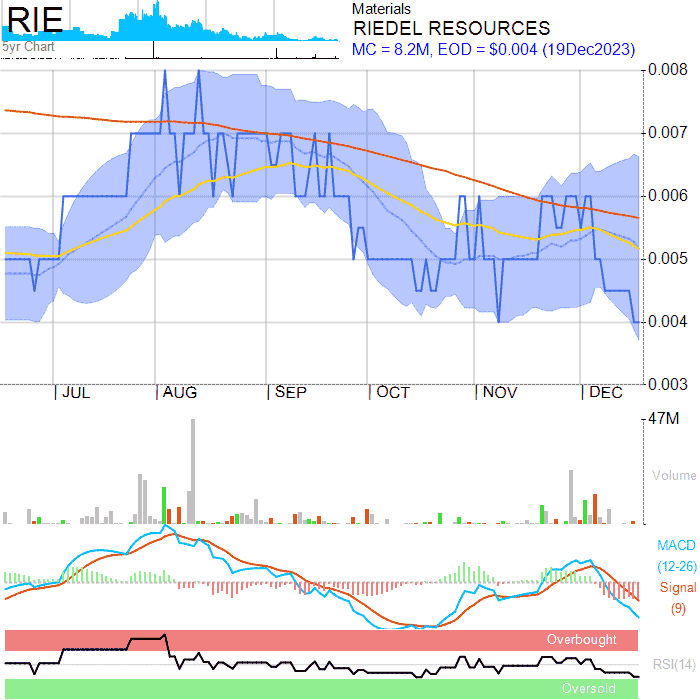 RIE
5yr Chart
Materials
RIEDEL RESOURCES
MC = 8.2M, EOD = $0.004 (19Dec2023)
0.008
0.007
0.006
0.005
0.004
0.003
JUL AUG SEP OCT NOV DEC
47M
Volume
MACD
(12-26)
Signal
(9)
Overbought
RSI(14)
Oversold